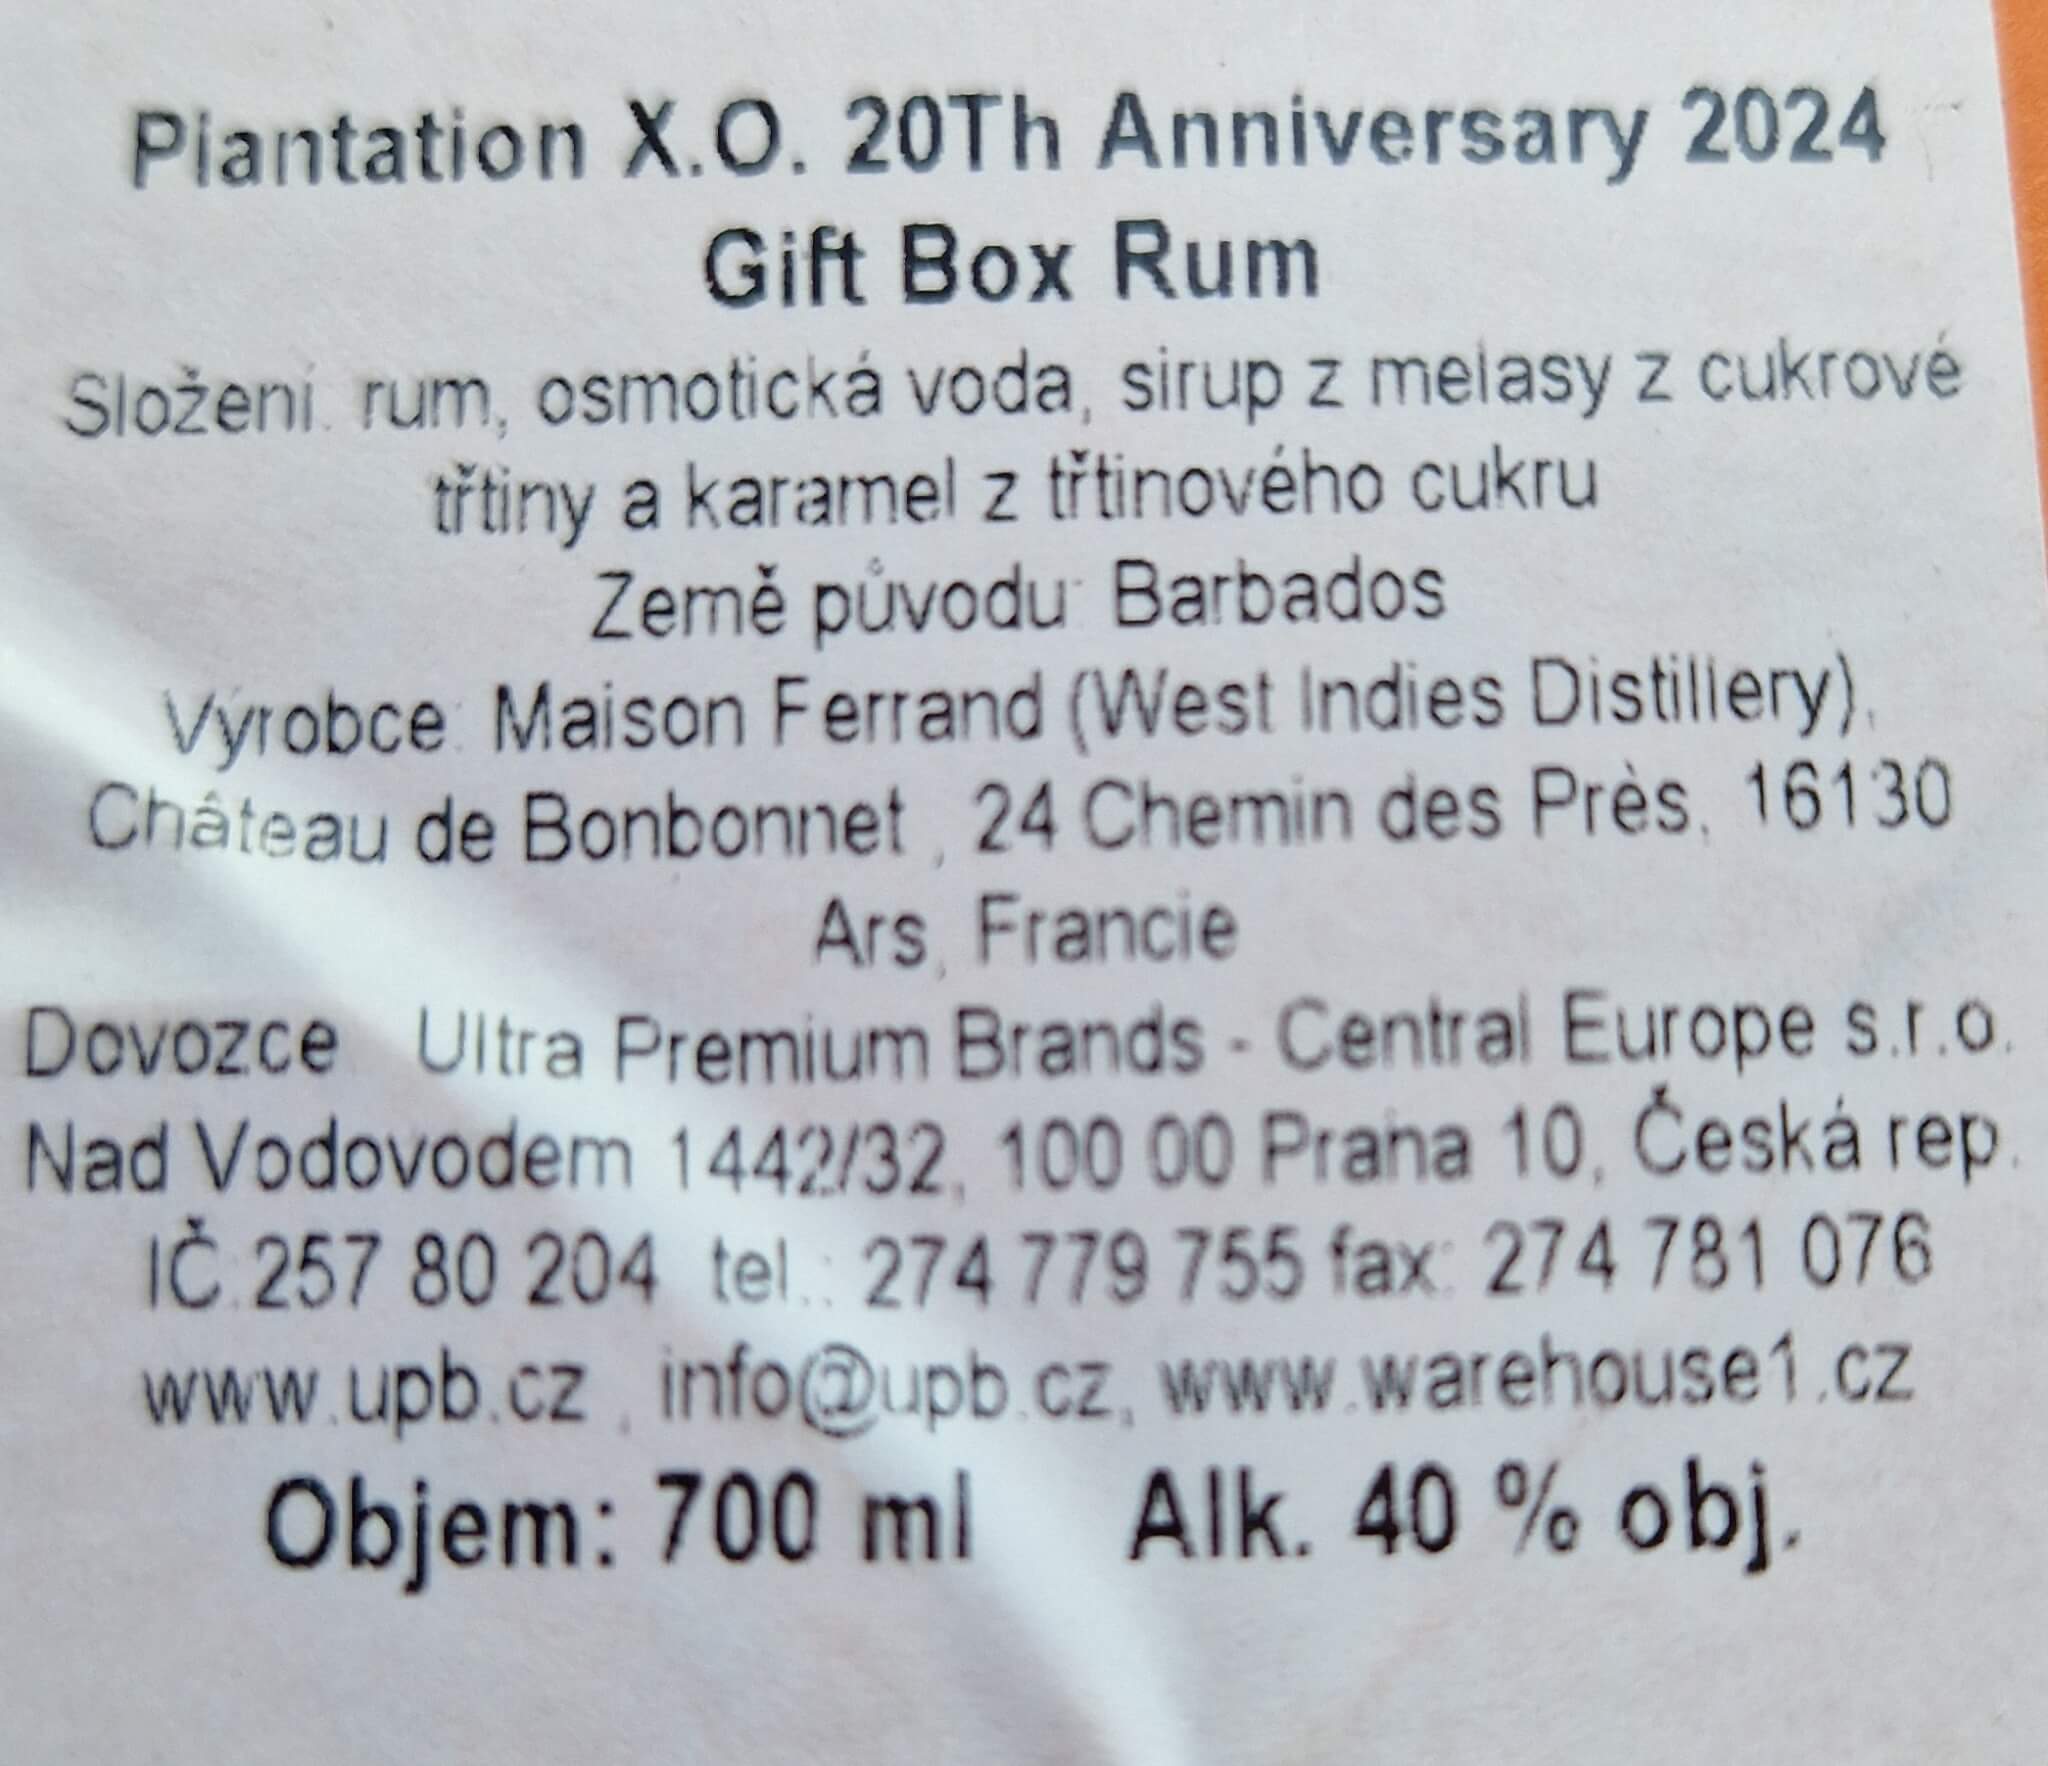 Plantation X.O. 20Th Anniversary 2024
Gift Box Rum
Složení: rum, osmotická voda, sirup z melasy z cukrové
třtiny a karamel z třtinového cukru
Země původu: Barbados
Výrobce: Maison Ferrand (West Indies Distillery),
Château de Bonbonnet , 24 Chemin des Près, 16130
Ars, Francie
Dovozce: Ultra Premium Brands - Central Europe s.r.o.
Nad Vodovodem 1442/32, 100 00 Praha 10, Česká rep.
IČ:257 80 204 tel.: 274 779 755 fax: 274 781 076
www.upb.cz , info@upb.cz, www.warehouse1.cz
Objem: 700 ml Alk. 40 % obj.